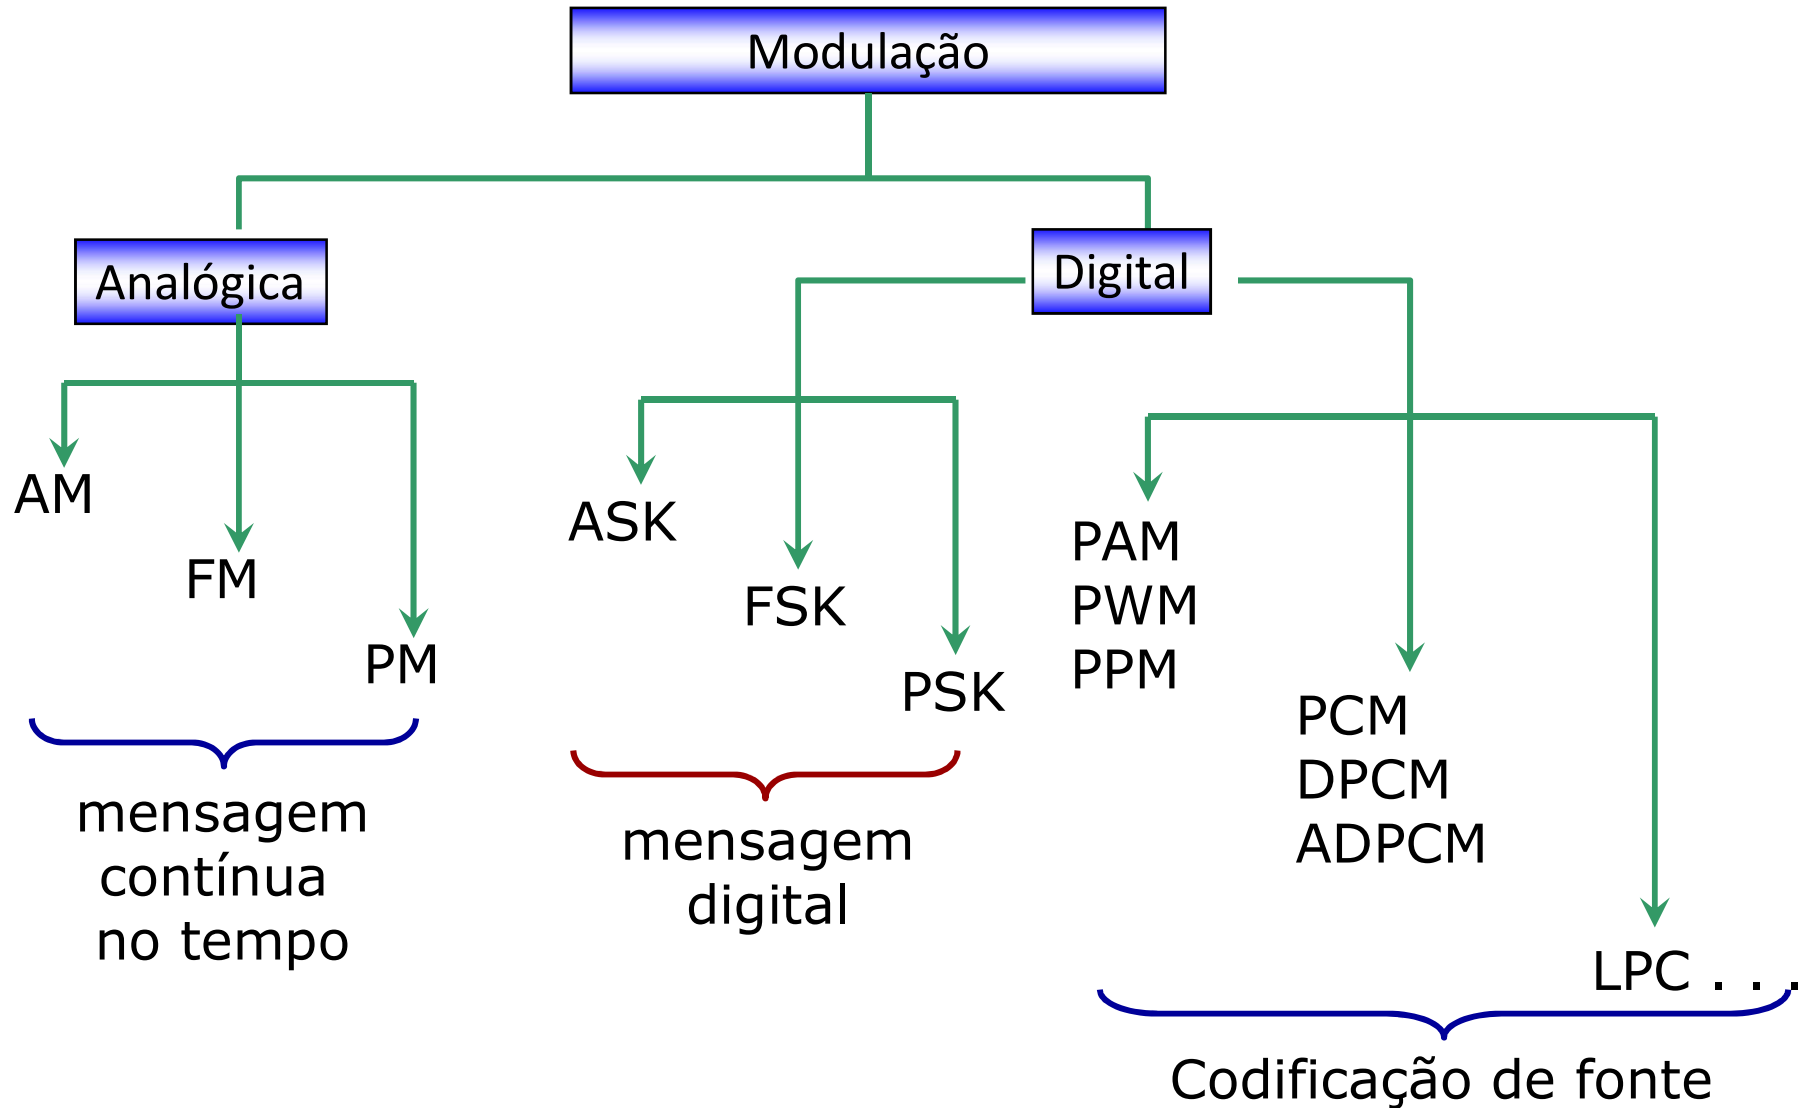 Modulação
Analógica
Digital
AM
FM
PM
mensagem
contínua
no tempo
ASK
FSK
PSK
mensagem
digital
PAM
PWM
PPM
PCM
DPCM
ADPCM
LPC . . .
Codificação de fonte